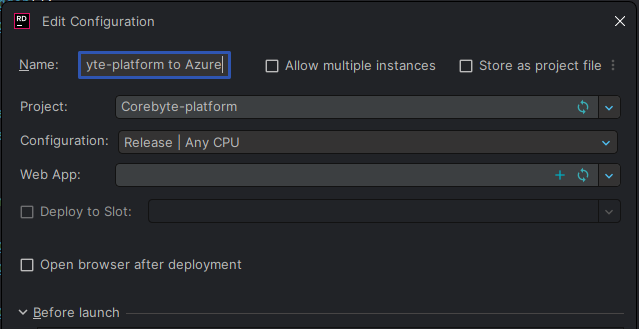 RD Edit Configuration
Name: yte-platform to Azure Allow multiple instances Store as project file
Project: Corebyte-platform
Configuration: Release | Any CPU
Web App:
Deploy to Slot:
Open browser after deployment
Before launch